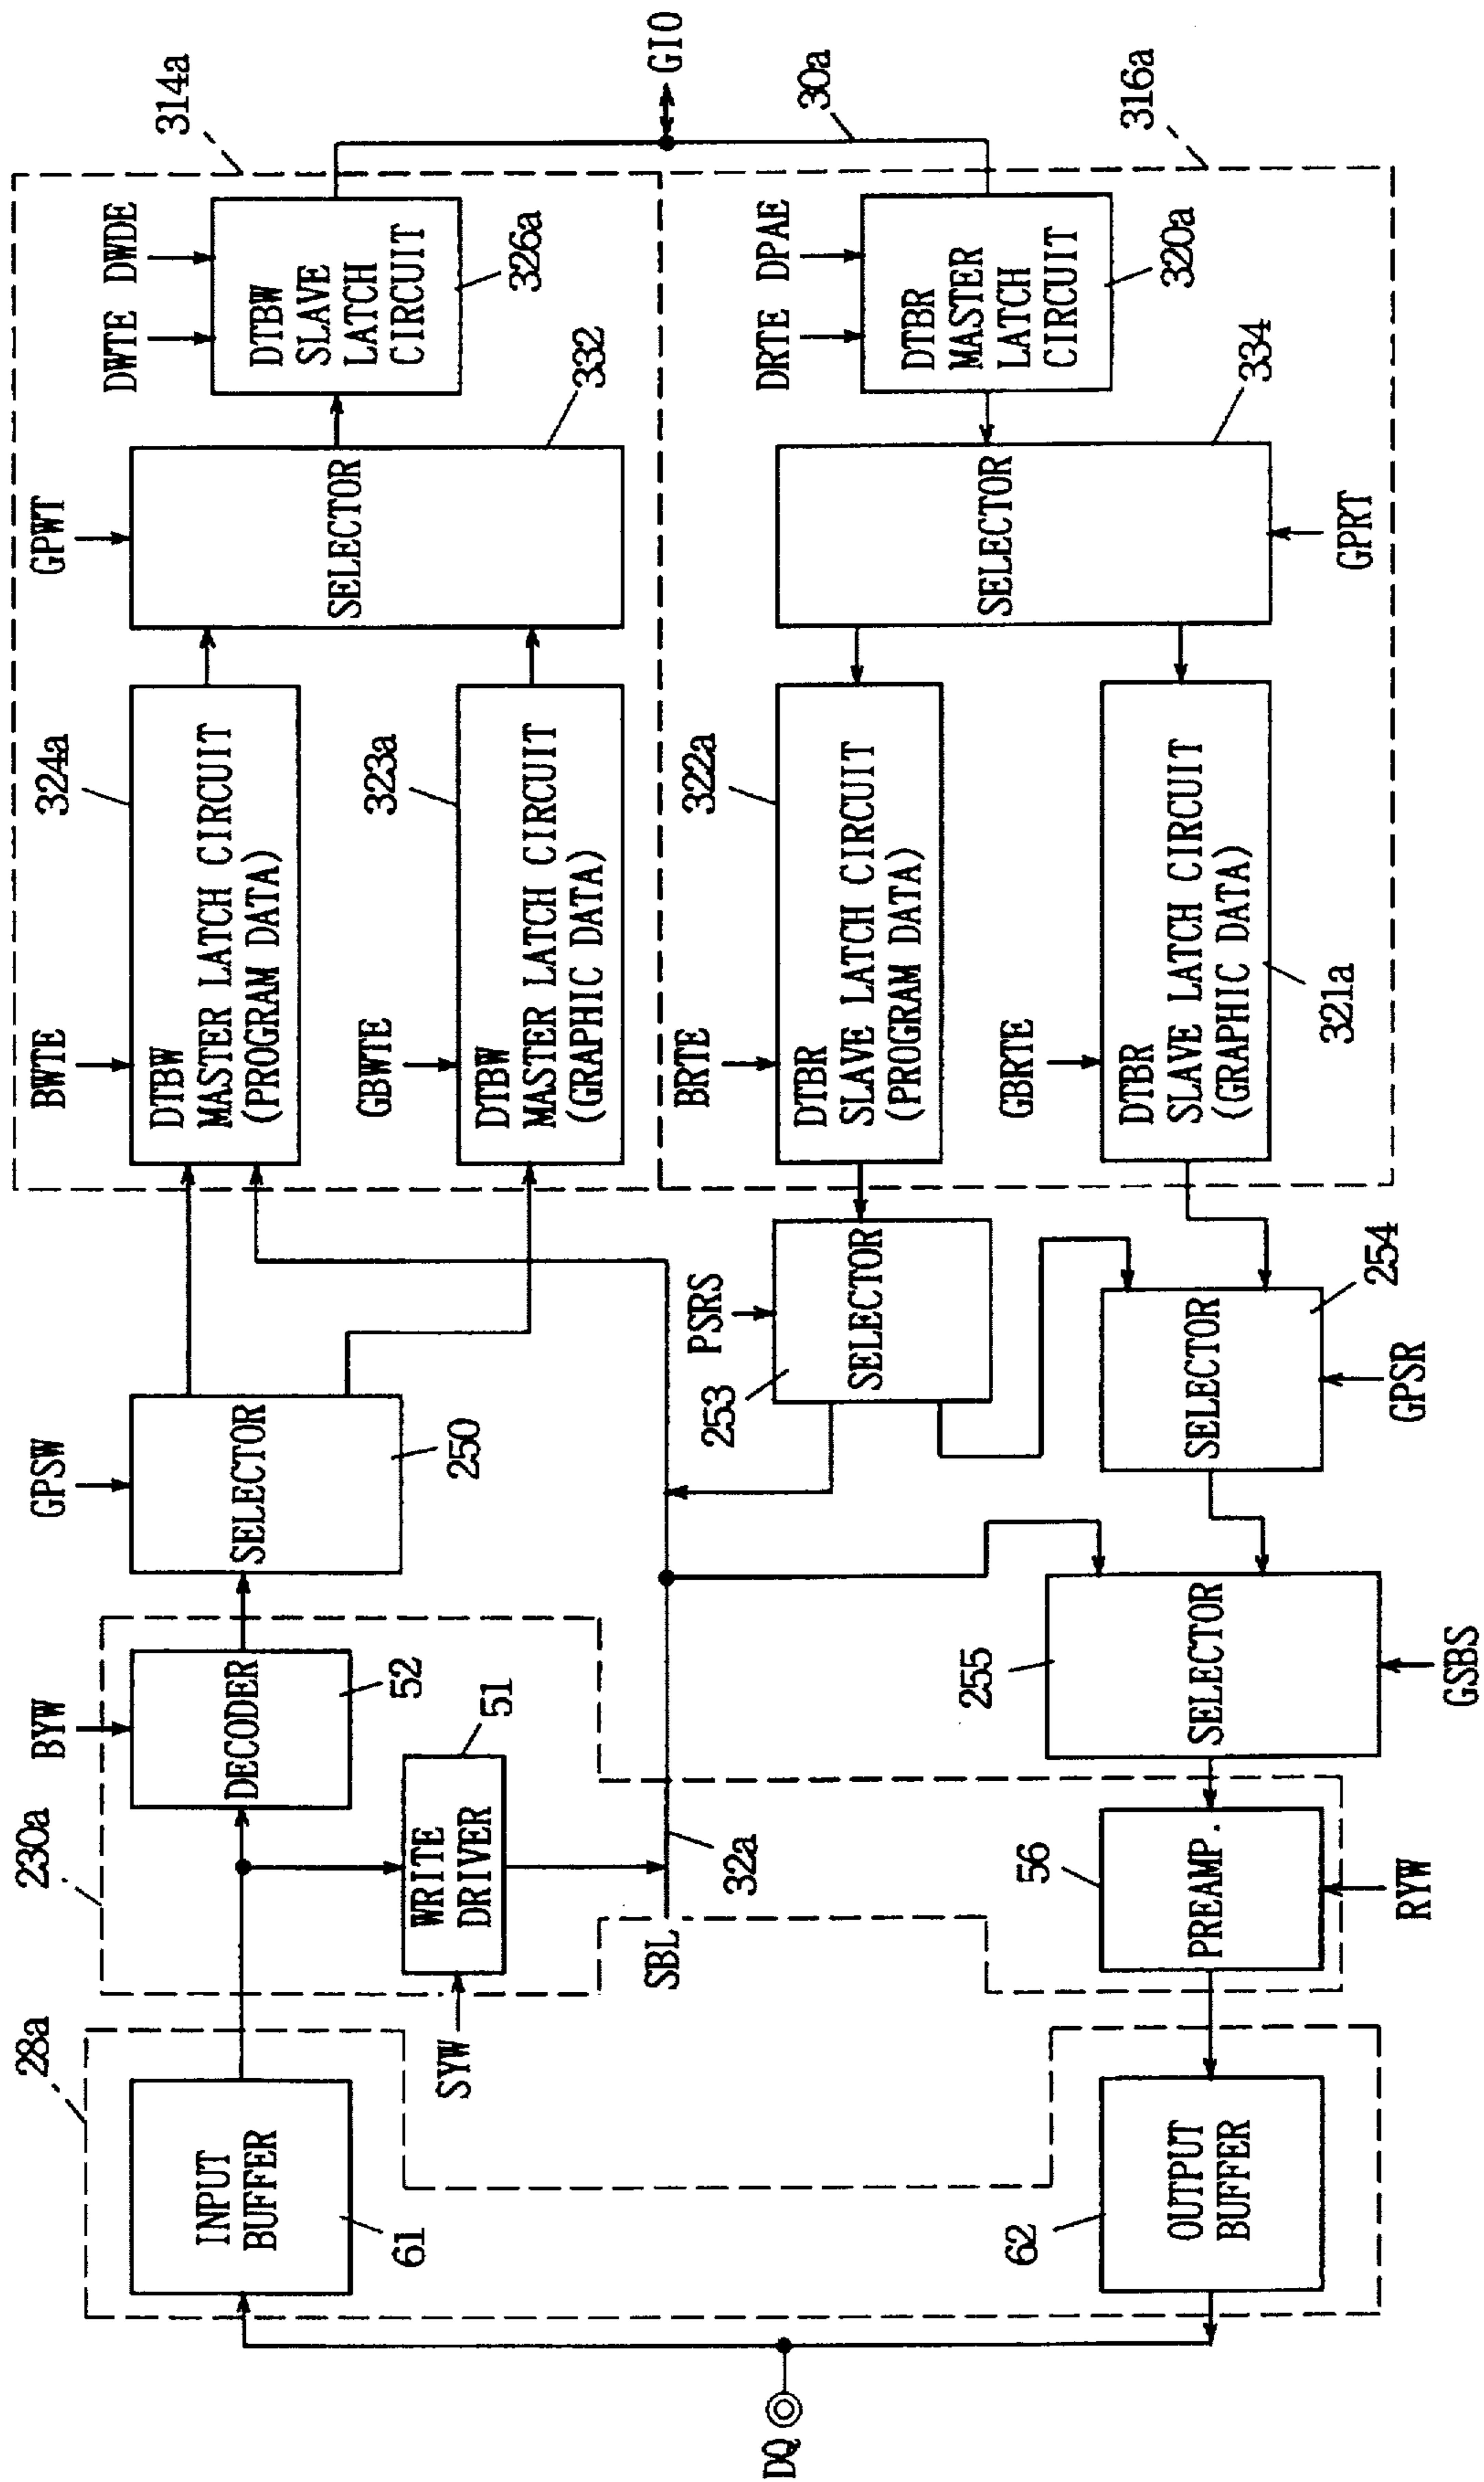 314a
DWTE
DWDE
DTBW
SLAVE
LATCH
CIRCUIT
326a
GIO
30a
316a
DRTE
DPAE
DTBR
MASTER
LATCH
CIRCUIT
320a
GPWT
SELECTOR
332
SELECTOR
334
GPRT
324a
BWTE
DTBW
MASTER LATCH CIRCUIT
(PROGRAM DATA)
323a
GBWTE
DTBW
MASTER LATCH CIRCUIT
(GRAPHIC DATA)
322a
BRTE
DTBR
SLAVE LATCH CIRCUIT
(PROGRAM DATA)
GBRTE
DTBR
SLAVE LATCH CIRCUIT
(GRAPHIC DATA)
321a
GPSW
SELECTOR
250
PSRS
SELECTOR
253
SELECTOR
254
GPSR
BYW
DECODER
52
230a
WRITE
DRIVER
51
SYW
SBL
32a
SELECTOR
255
GSBS
PREAMP.
56
RYW
28a
INPUT
BUFFER
61
OUTPUT
BUFFER
62
DQ